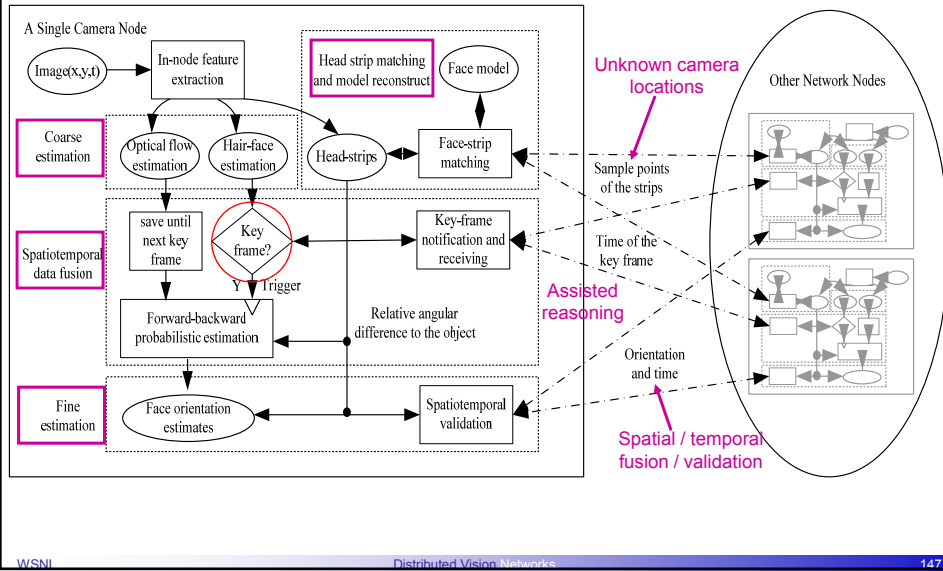 A Single Camera Node
Image(x,y,t)
In-node feature
extraction
Head strip matching
and model reconstruct
Face model
Coarse
estimation
Optical flow
estimation
Hair-face
estimation
Head-strips
Face-strip
matching
Spatiotemporal
data fusion
save until
next key
frame
Key
frame?
Key-frame
notification and
receiving
Y
Trigger
Forward-backward
probabilistic estimation
Relative angular
difference to the object
Fine
estimation
Face orientation
estimates
Spatiotemporal
validation
Unknown camera
locations
Sample points
of the strips
Time of the
key frame
Assisted
reasoning
Orientation
and time
Spatial / temporal
fusion / validation
Other Network Nodes
WSNI
Distributed Vision Networks
147